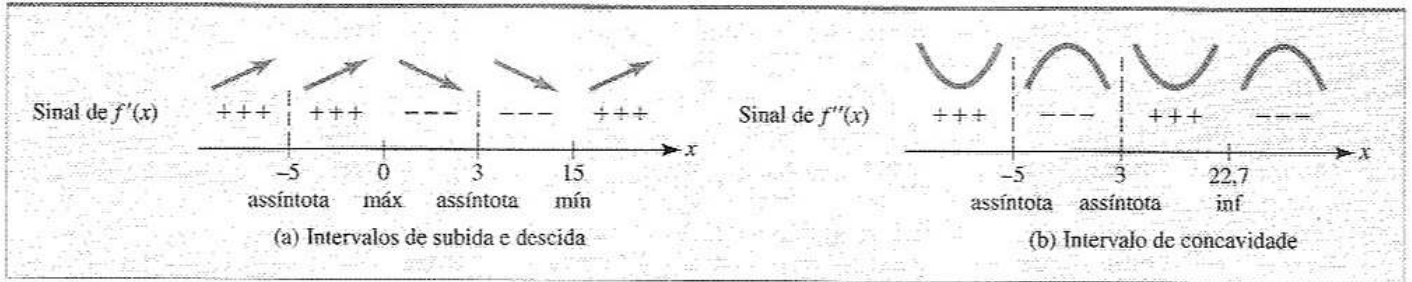 Sinal de f'(x) +++ +++ --- --- +++
x
-5 0 3 15
assíntota máx assíntota mín
(a) Intervalos de subida e descida
Sinal de f''(x) +++ --- +++ ---
x
-5 3 22,7
assíntota assíntota inf
(b) Intervalo de concavidade